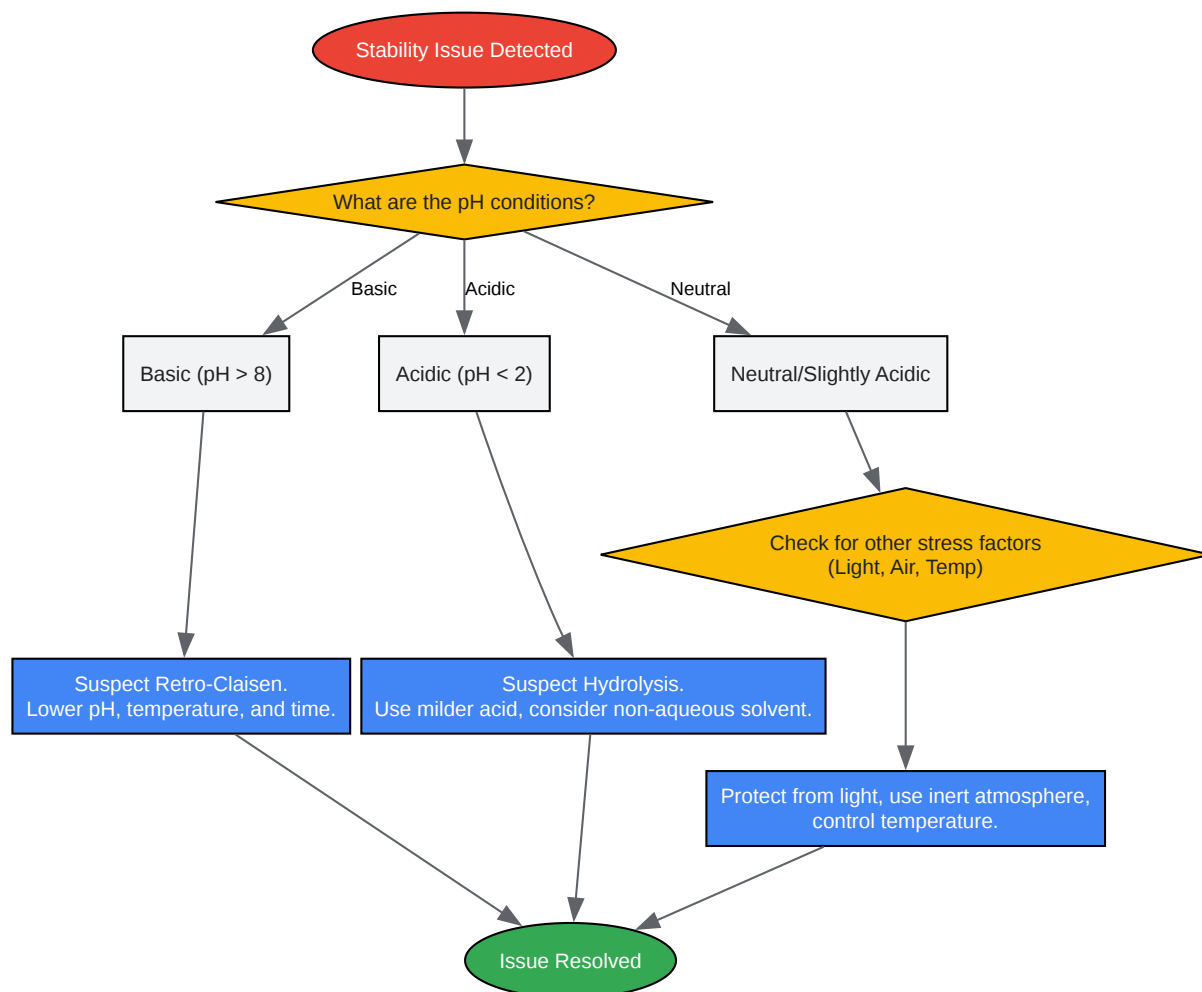 Stability Issue Detected
What are the pH conditions?
Basic
Acidic
Neutral
Basic (pH > 8)
Acidic (pH < 2)
Neutral/Slightly Acidic
Check for other stress factors
(Light, Air, Temp)
Suspect Retro-Claisen.
Lower pH, temperature, and time.
Suspect Hydrolysis.
Use milder acid, consider non-aqueous solvent.
Protect from light, use inert atmosphere,
control temperature.
Issue Resolved